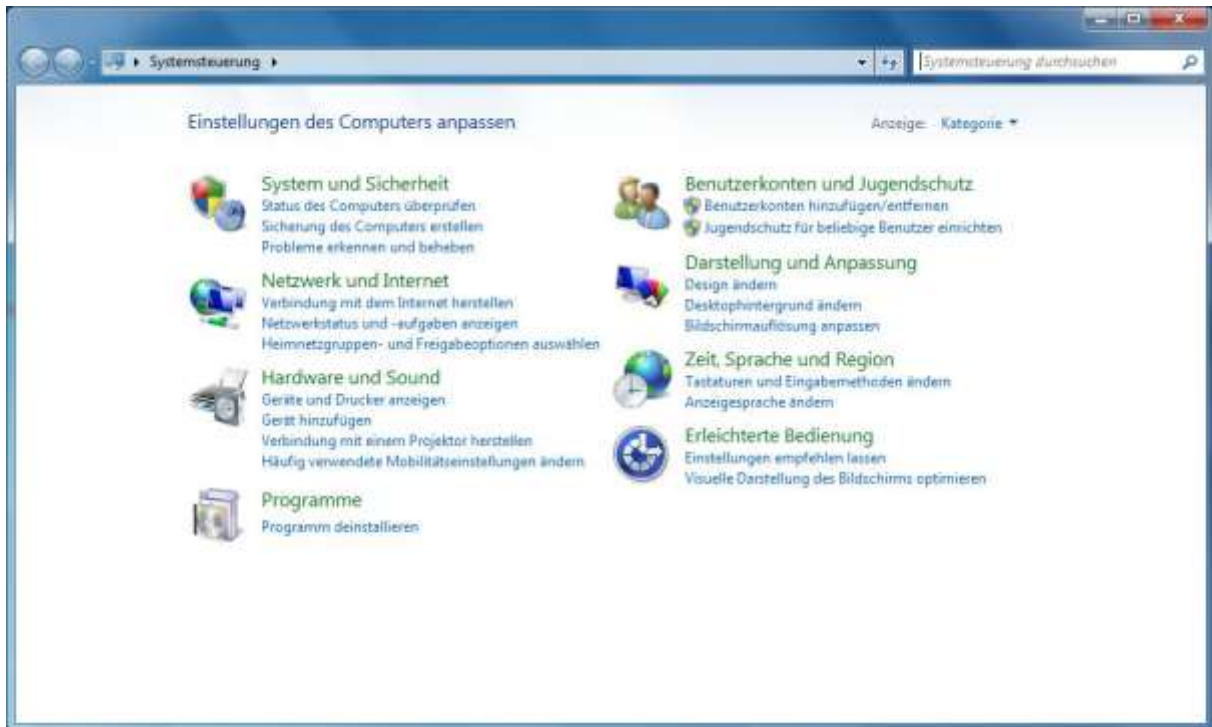 Systemsteuerung
Systemsteuerung durchsuchen
Einstellungen des Computers anpassen
Anzeige: Kategorie
System und Sicherheit
Status des Computers überprüfen
Sicherung des Computers erstellen
Probleme erkennen und beheben
Netzwerk und Internet
Verbindung mit dem Internet herstellen
Netzwerkstatus und -aufgaben anzeigen
Heimnetzgruppen- und Freigabeoptionen auswählen
Hardware und Sound
Geräte und Drucker anzeigen
Gerät hinzufügen
Verbindung mit einem Projektor herstellen
Häufig verwendete Mobilitätseinstellungen ändern
Programme
Programm deinstallieren
Benutzerkonten und Jugendschutz
Benutzerkonten hinzufügen/entfernen
Jugendschutz für beliebige Benutzer einrichten
Darstellung und Anpassung
Design ändern
Desktophintergrund ändern
Bildschirmauflösung anpassen
Zeit, Sprache und Region
Tastaturen und Eingabemethoden ändern
Anzeigesprache ändern
Erleichterte Bedienung
Einstellungen empfehlen lassen
Visuelle Darstellung des Bildschirms optimieren